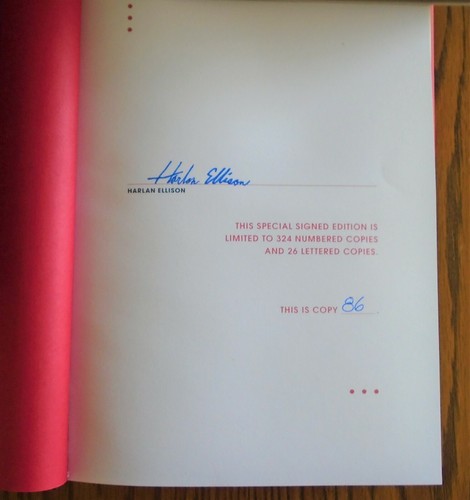 Harlan Ellison
HARLAN ELLISON
THIS SPECIAL SIGNED EDITION IS
LIMITED TO 324 NUMBERED COPIES
AND 26 LETTERED COPIES.
THIS IS COPY 86.